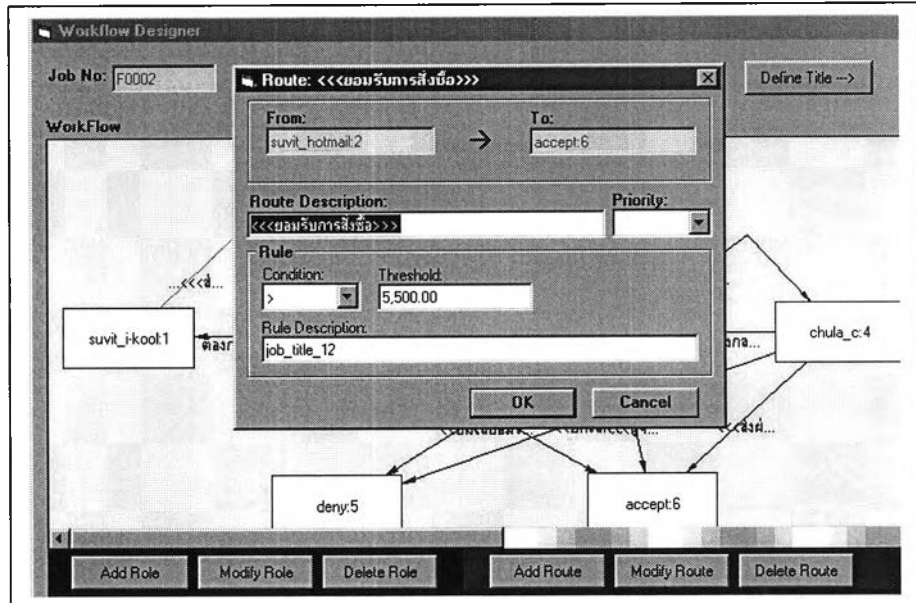 Workflow Designer
Job No: F0002
Define Title --->
WorkFlow
Route: <<<ยอมรับการสั่งซื้อ>>>
From:
To:
suvit_hotmail:2
accept:6
Route Description:
Priority:
<<<ยอมรับการสั่งซื้อ>>>
Rule
Condition:
Threshold:
>
5,500.00
Rule Description:
job_title_12
OK
Cancel
suvit_i-kool:1
chula_c:4
deny:5
accept:6
Add Role
Modify Role
Delete Role
Add Route
Modify Route
Delete Route